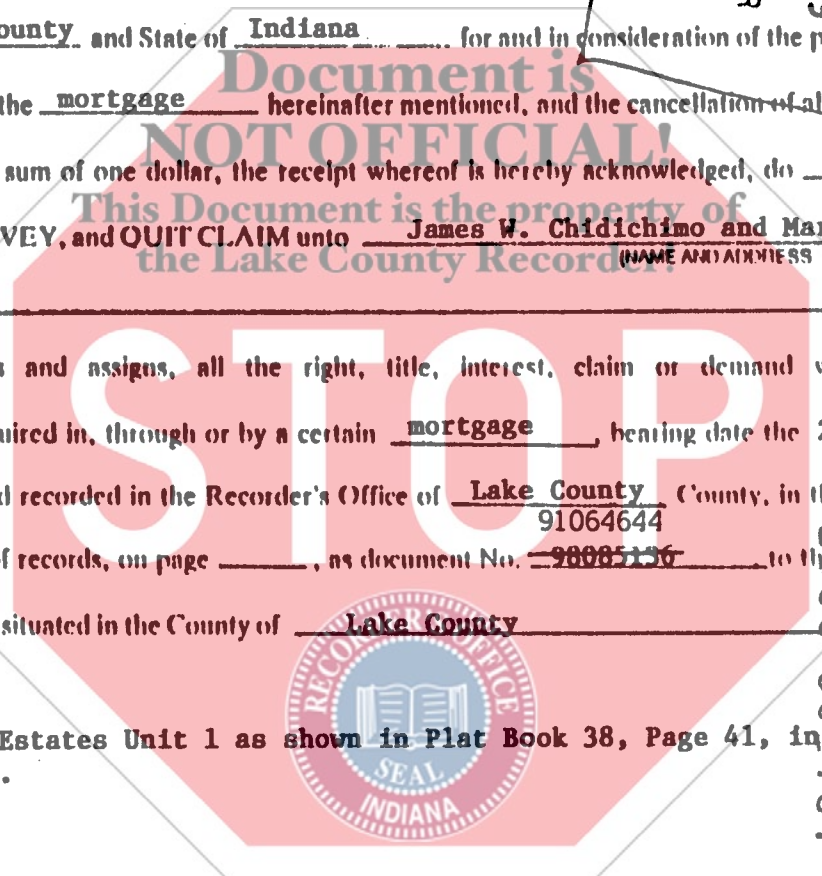 ounty and State of Indiana for and in consideration of the p
Document is
the mortgage hereinafter mentioned, and the cancellation of al
NOT OFFICIAL!
sum of one dollar, the receipt whereof is hereby acknowledged, do
This Document is the property of
VEY, and QUIT CLAIM unto James W. Chidichimo and Mar
the Lake County Recorder!
(NAME AND ADDRESS
s and assigns, all the right, title, interest, claim or demand w
STOP
uired in, through or by a certain mortgage, bearing date the 2
d recorded in the Recorder's Office of Lake County County, in th
91064644
f records, on page ______, as document No. 98085136 to th
situated in the County of Lake County
RECORDER'S OFFICE
Estates Unit 1 as shown in Plat Book 38, Page 41, in
.
SEAL
INDIANA